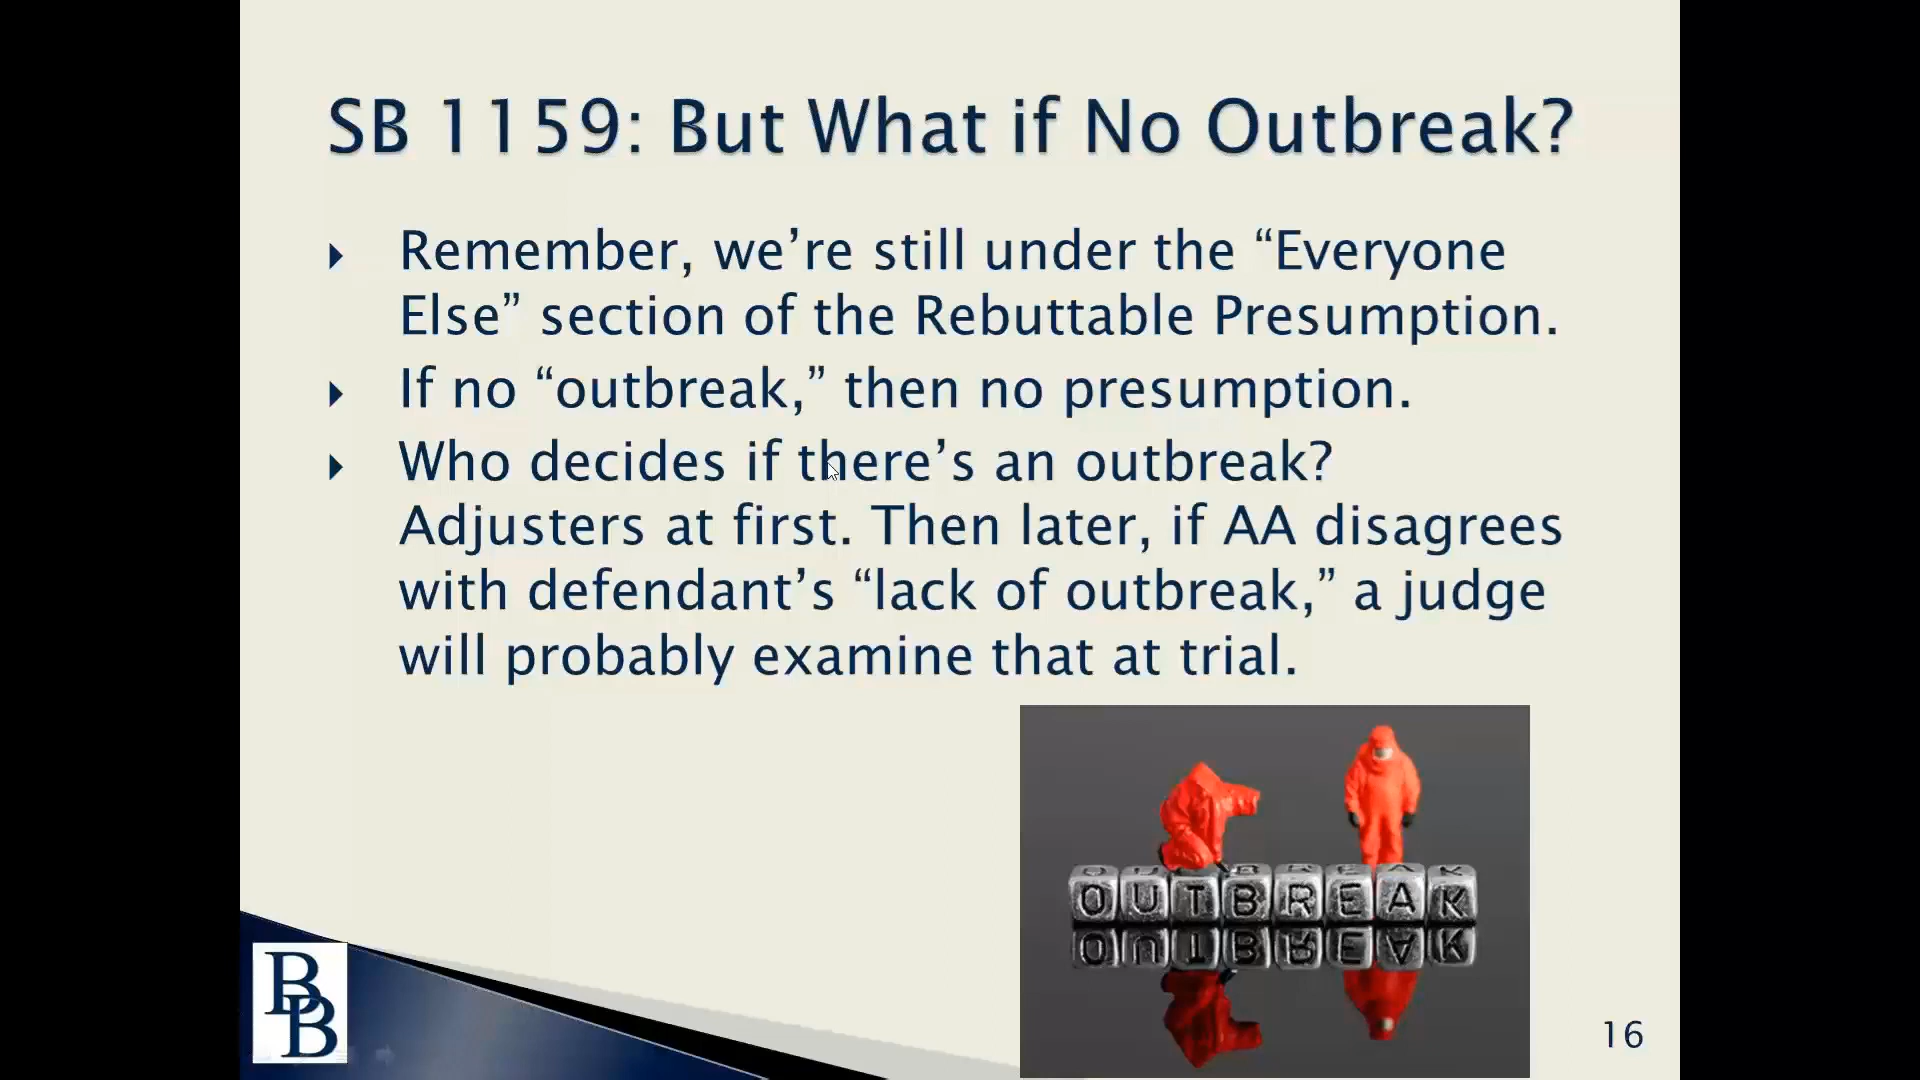 SB 1159: But What if No Outbreak?
Remember, we’re still under the “Everyone
Else” section of the Rebuttable Presumption.
If no “outbreak,” then no presumption.
Who decides if there’s an outbreak?
Adjusters at first. Then later, if AA disagrees
with defendant’s “lack of outbreak,” a judge
will probably examine that at trial.
OUTBREAK
BB
16